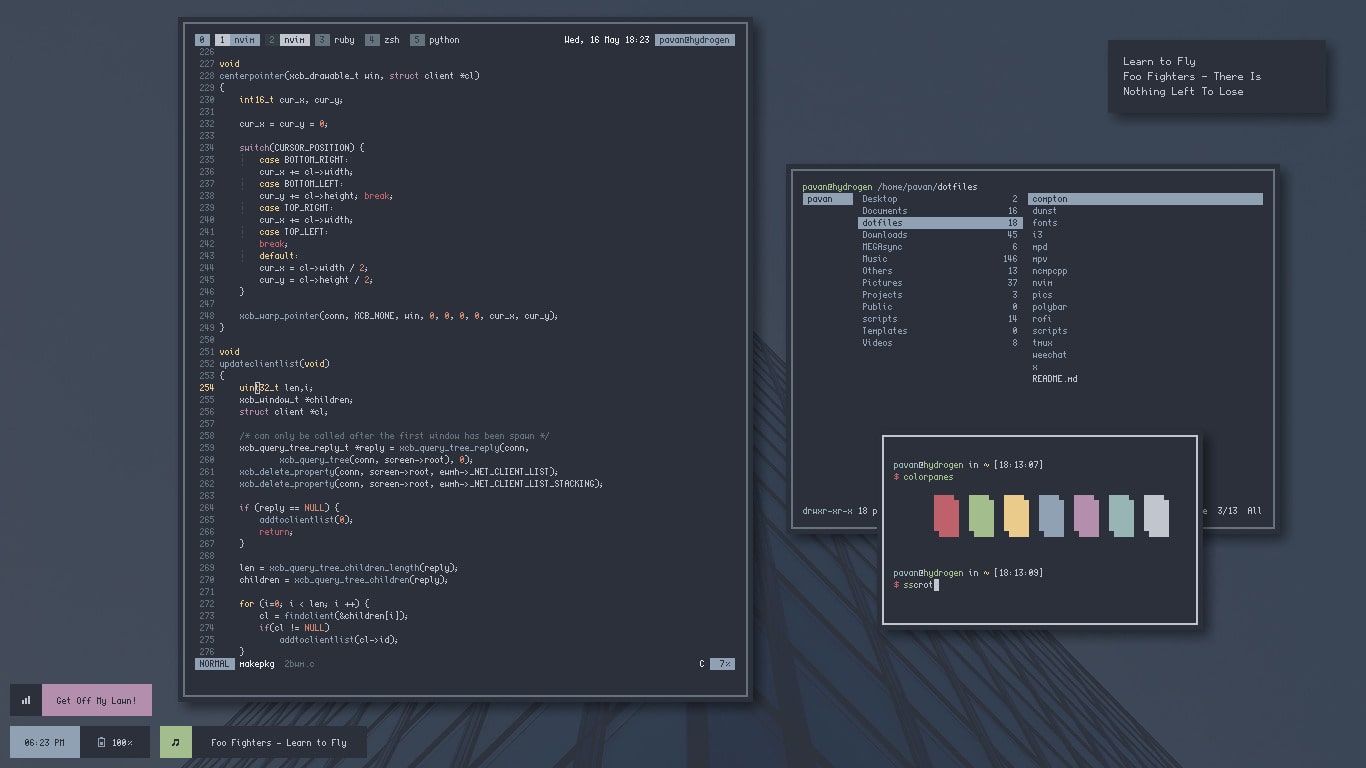 0 1 nvim 2 nvim 3 ruby 4 zsh 5 python Wed, 16 May 18:23 pavan@hydrogen
226
227 void
228 centerpointer(xcb_drawable_t win, struct client *cl)
229 {
230     int16_t cur_x, cur_y;
231
232     cur_x = cur_y = 0;
233
234     switch(CURSOR_POSITION) {
235         case BOTTOM_RIGHT:
236         cur_x += cl->width;
237         case BOTTOM_LEFT:
238         cur_y += cl->height; break;
239         case TOP_RIGHT:
240         cur_x += cl->width;
241         case TOP_LEFT:
242         break;
243         default:
244         cur_x = cl->width / 2;
245         cur_y = cl->height / 2;
246     }
247
248     xcb_warp_pointer(conn, XCB_NONE, win, 0, 0, 0, 0, cur_x, cur_y);
249 }
250
251 void
252 updateclientlist(void)
253 {
254     uint32_t len,i;
255     xcb_window_t *children;
256     struct client *cl;
257
258     /* can only be called after the first window has been spawn */
259     xcb_query_tree_reply_t *reply = xcb_query_tree_reply(conn,
260             xcb_query_tree(conn, screen->root), 0);
261     xcb_delete_property(conn, screen->root, ewmh->_NET_CLIENT_LIST);
262     xcb_delete_property(conn, screen->root, ewmh->_NET_CLIENT_LIST_STACKING);
263
264     if (reply == NULL) {
265         addtoclientlist(0);
266         return;
267     }
268
269     len = xcb_query_tree_children_length(reply);
270     children = xcb_query_tree_children(reply);
271
272     for (i=0; i < len; i ++) {
273         cl = findclient(&children[i]);
274         if(cl != NULL)
275             addtoclientlist(cl->id);
276     }
NORMAL makepkg 2bwm.c C 7%
Learn to Fly
Foo Fighters - There Is
Nothing Left To Lose
pavan@hydrogen /home/pavan/dotfiles
pavan Desktop 2 compton
Documents 16 dunst
dotfiles 18 fonts
Downloads 45 i3
MEGAsync 6 mpd
Music 146 mpv
Others 13 ncmpcpp
Pictures 37 nvim
Projects 3 pics
Public 0 polybar
scripts 14 rofi
Templates 0 scripts
Videos 8 tmux
weechat
x
README.md
drwxr-xr-x 18 p e 3/13 All
pavan@hydrogen in ~ [18:13:07]
$ colorpanes
pavan@hydrogen in ~ [18:13:09]
$ sscrot
Get Off My Lawn!
06:23 PM 100% Foo Fighters - Learn to Fly